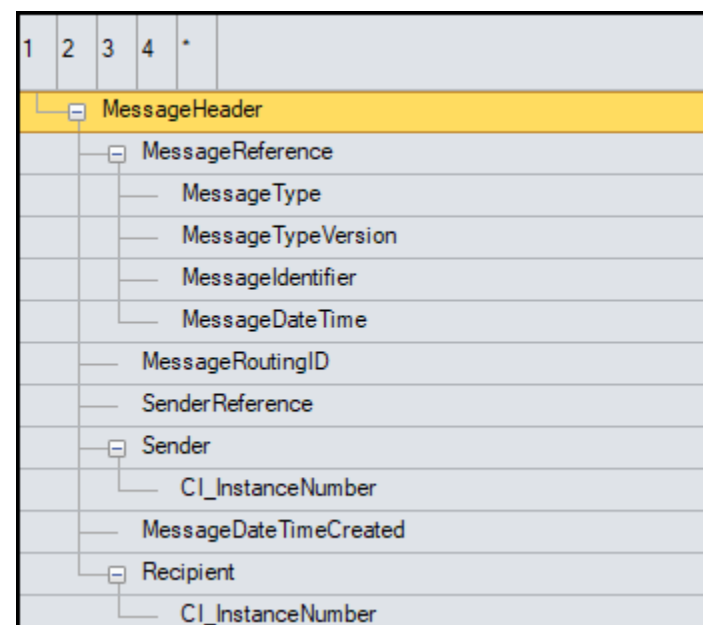 1 2 3 4 *
MessageHeader
MessageReference
MessageType
MessageTypeVersion
MessageIdentifier
MessageDateTime
MessageRoutingID
SenderReference
Sender
CI_InstanceNumber
MessageDateTimeCreated
Recipient
CI_InstanceNumber